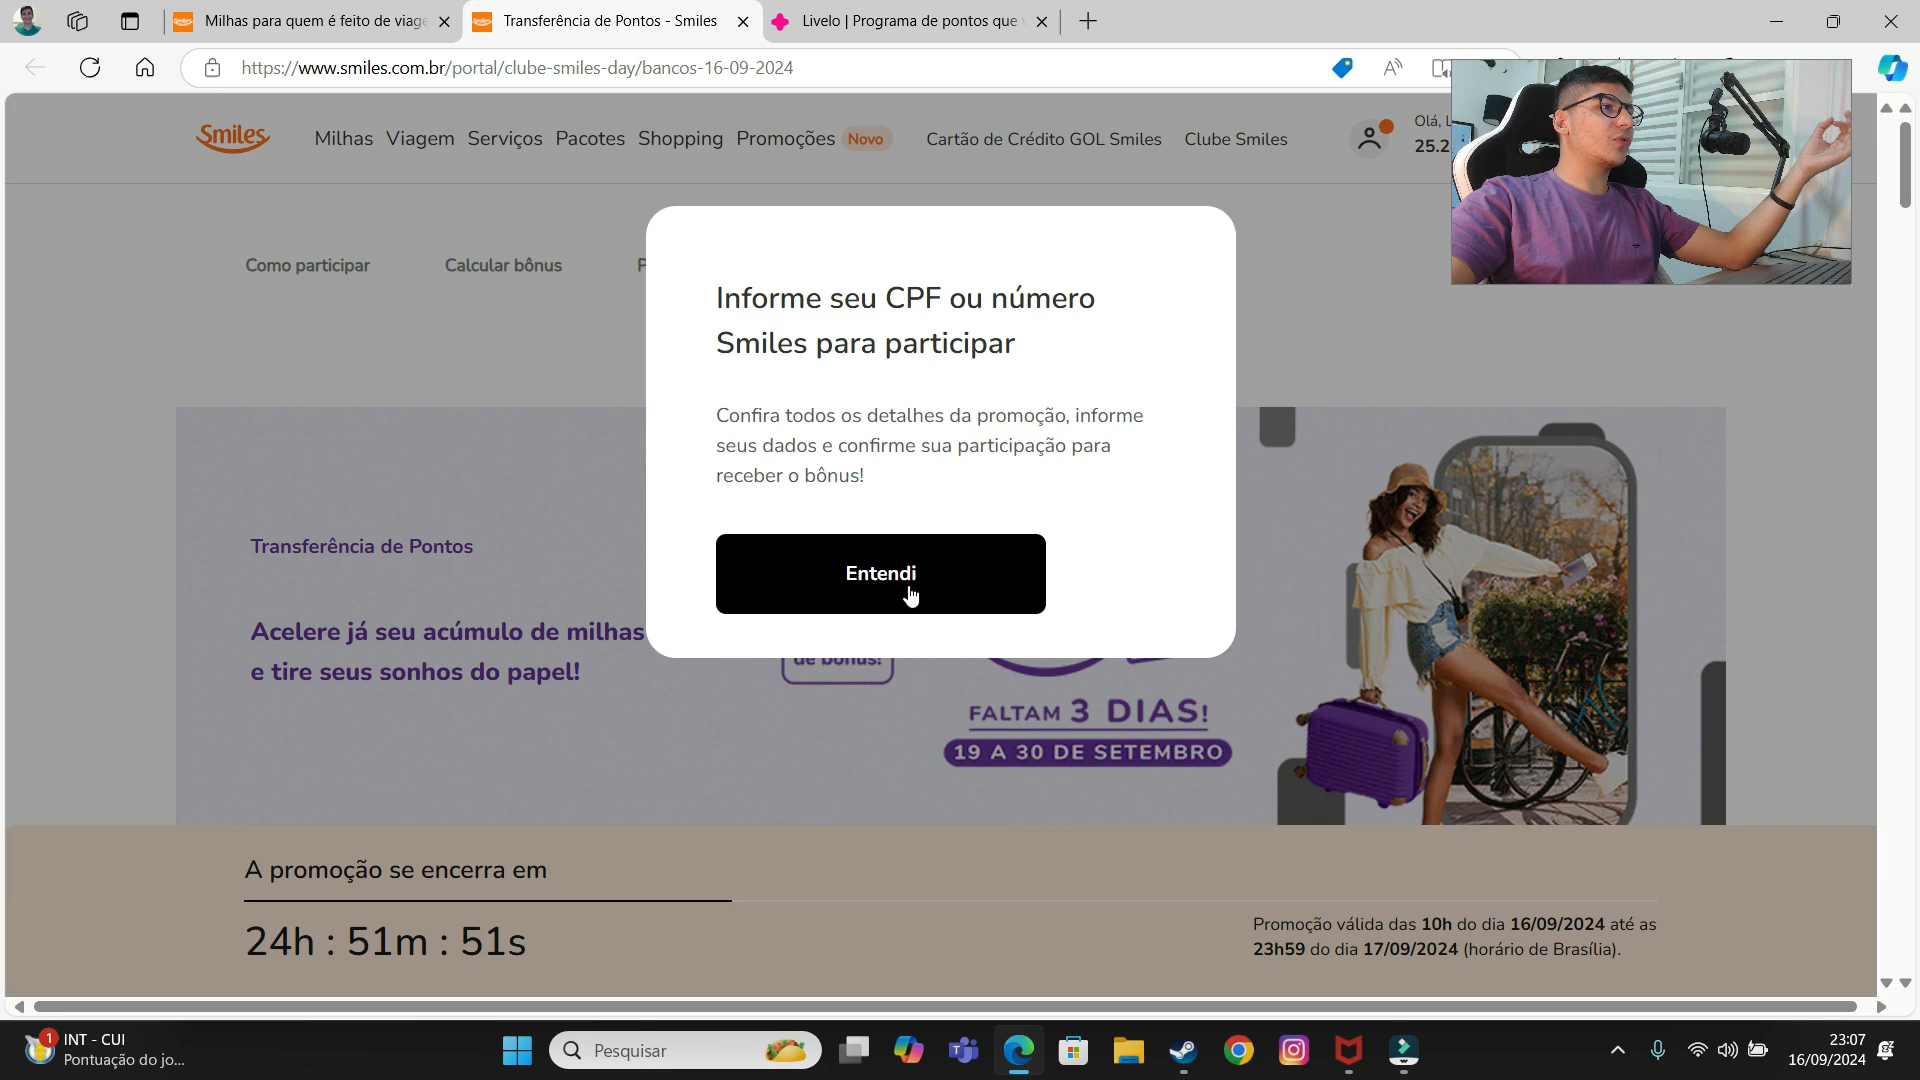 Milhas para quem é feito de viage
Transferência de Pontos - Smiles
Livelo | Programa de pontos que
https://www.smiles.com.br/portal/clube-smiles-day/bancos-16-09-2024
Smiles
Milhas Viagem Serviços Pacotes Shopping Promoções Novo
Cartão de Crédito GOL Smiles Clube Smiles
Olá, L
25.2
Como participar
Calcular bônus
Informe seu CPF ou número
Smiles para participar
Confira todos os detalhes da promoção, informe
seus dados e confirme sua participação para
receber o bônus!
Entendi
Transferência de Pontos
Acelere já seu acúmulo de milhas
e tire seus sonhos do papel!
de bônus!
FALTAM 3 DIAS!
19 A 30 DE SETEMBRO
A promoção se encerra em
24h : 51m : 51s
Promoção válida das 10h do dia 16/09/2024 até as
23h59 do dia 17/09/2024 (horário de Brasília).
1
INT - CUI
Pontuação do jo...
Pesquisar
23:07
16/09/2024